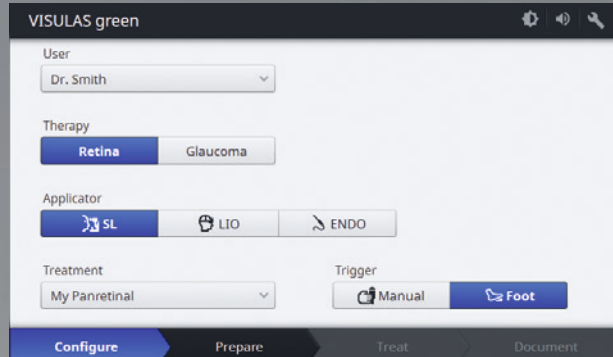 VISULAS green
User
Dr. Smith
Therapy
Retina Glaucoma
Applicator
SL LIO ENDO
Treatment Trigger
My Panretinal Manual Foot
Configure Prepare Treat Document